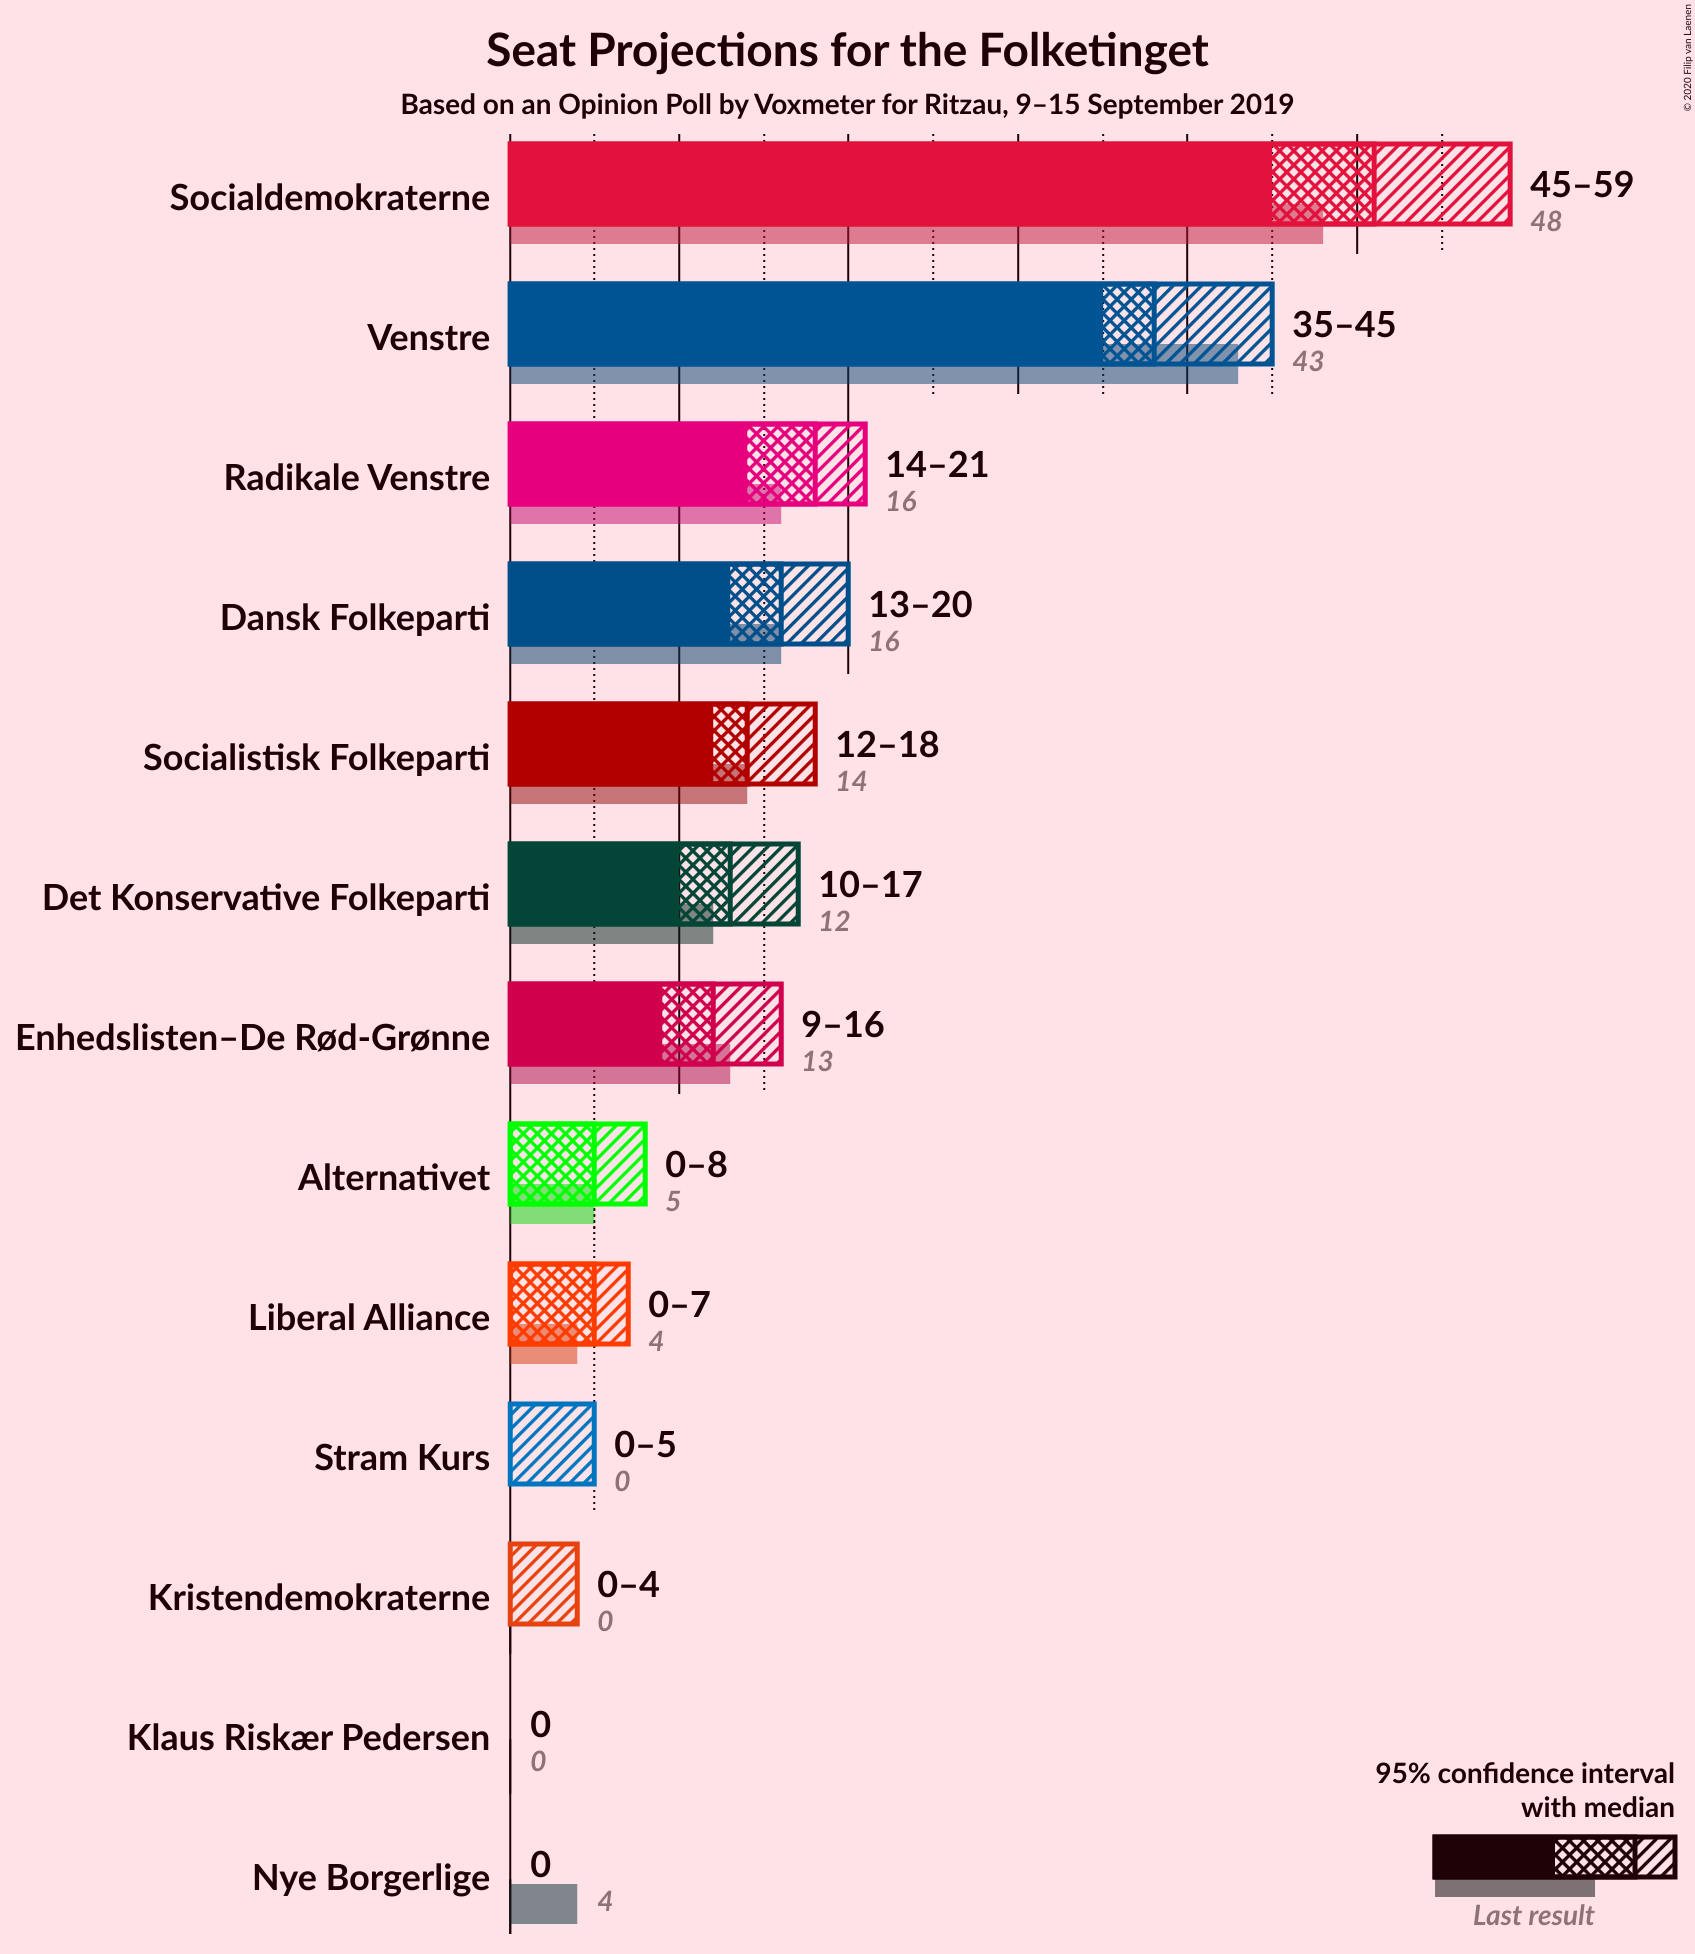 Seat Projections for the Folketinget
Based on an Opinion Poll by Voxmeter for Ritzau, 9–15 September 2019
© 2020 Filip van Laenen
Socialdemokraterne
45–59
48
Venstre
35–45
43
Radikale Venstre
14–21
16
Dansk Folkeparti
13–20
16
Socialistisk Folkeparti
12–18
14
Det Konservative Folkeparti
10–17
12
Enhedslisten–De Rød-Grønne
9–16
13
Alternativet
0–8
5
Liberal Alliance
0–7
4
Stram Kurs
0–5
0
Kristendemokraterne
0–4
0
Klaus Riskær Pedersen
0
0
Nye Borgerlige
0
4
95% confidence interval
with median
Last result